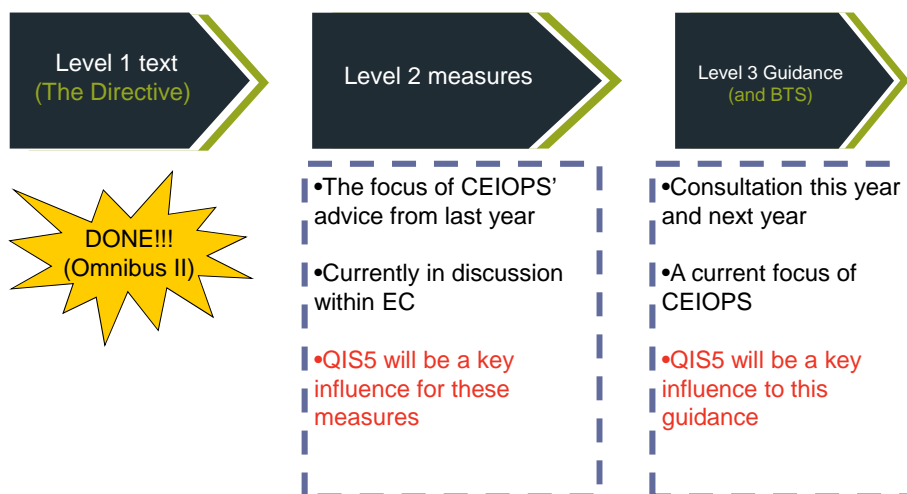 Level 1 text
(The Directive)
Level 2 measures
Level 3 Guidance
(and BTS)
DONE!!!
(Omnibus II)
•The focus of CEIOPS’
advice from last year
•Currently in discussion
within EC
•QIS5 will be a key
influence for these
measures
•Consultation this year
and next year
•A current focus of
CEIOPS
•QIS5 will be a key
influence to this
guidance